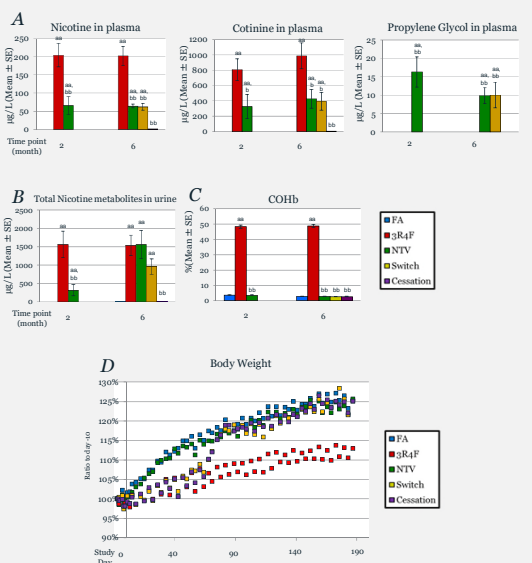 A
Nicotine in plasma
µg/L (Mean ± SE)
250
200
150
100
50
0
aa
aa, bb
aa
aa, bb
aa, bb
bb
Time point (month)
2
6
Cotinine in plasma
µg/L (Mean ± SE)
1200
1000
800
600
400
200
0
aa
aa, b
aa
aa, b
aa, b
bb
2
6
Propylene Glycol in plasma
µg/L (Mean ± SE)
25
20
15
10
5
0
aa, bb
aa, bb
aa, bb
2
6
B
Total Nicotine metabolites in urine
µg/L (Mean ± SE)
2500
2000
1500
1000
500
0
aa
aa, bb
aa
aa
aa, bb
bb
Time point (month)
2
6
C
COHb
%(Mean ± SE)
60
50
40
30
20
10
0
aa
bb
aa
bb
bb
bb
2
6
FA
3R4F
NTV
Switch
Cessation
D
Body Weight
Ratio to day -10
130%
125%
120%
115%
110%
105%
100%
95%
90%
Study Day
0
40
90
140
190
FA
3R4F
NTV
Switch
Cessation